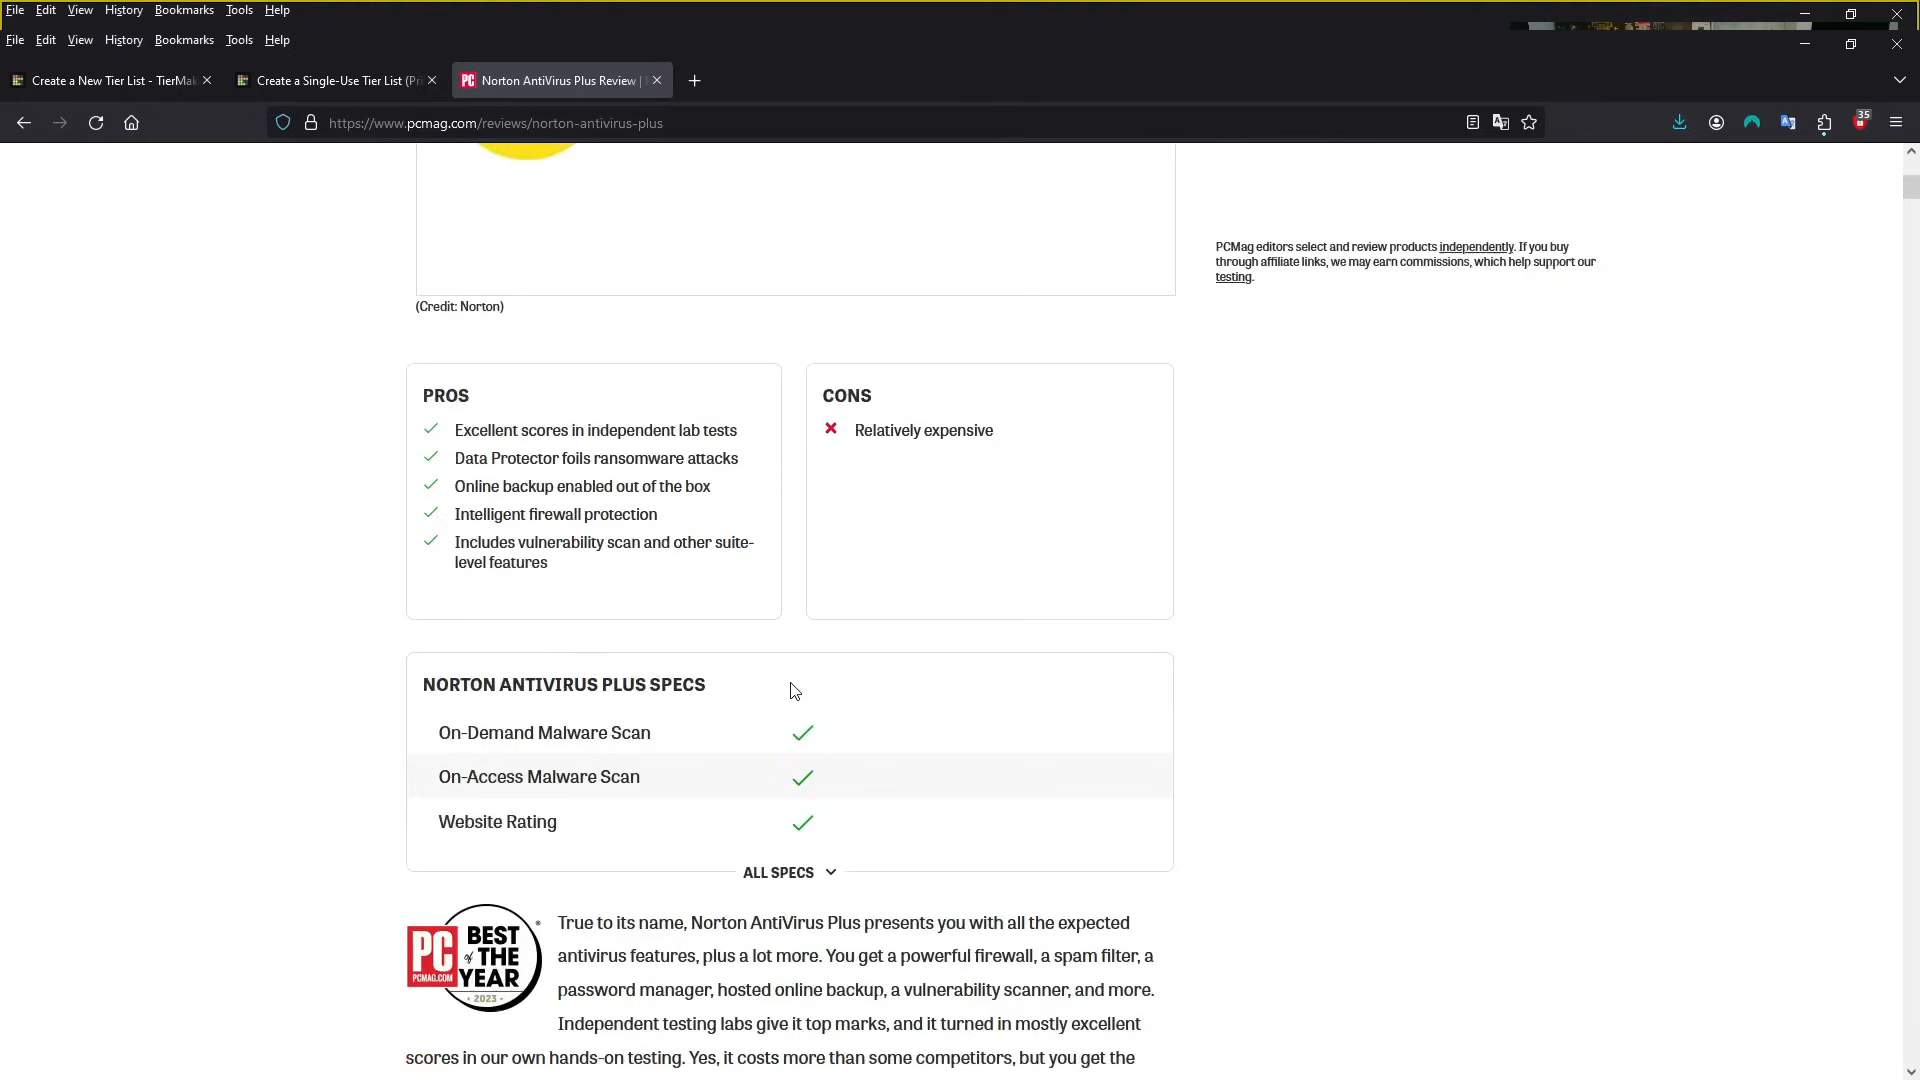 File Edit View History Bookmarks Tools Help
File Edit View History Bookmarks Tools Help
Create a New Tier List - TierMa
Create a Single-Use Tier List (Pr
Norton AntiVirus Plus Review |
https://www.pcmag.com/reviews/norton-antivirus-plus
35
PCMag editors select and review products independently. If you buy
through affiliate links, we may earn commissions, which help support our
testing.
(Credit: Norton)
PROS
Excellent scores in independent lab tests
Data Protector foils ransomware attacks
Online backup enabled out of the box
Intelligent firewall protection
Includes vulnerability scan and other suite-
level features
CONS
Relatively expensive
NORTON ANTIVIRUS PLUS SPECS
On-Demand Malware Scan
On-Access Malware Scan
Website Rating
ALL SPECS
PC
PCMAG.COM
BEST
of THE
YEAR
2023
True to its name, Norton AntiVirus Plus presents you with all the expected
antivirus features, plus a lot more. You get a powerful firewall, a spam filter, a
password manager, hosted online backup, a vulnerability scanner, and more.
Independent testing labs give it top marks, and it turned in mostly excellent
scores in our own hands-on testing. Yes, it costs more than some competitors, but you get the